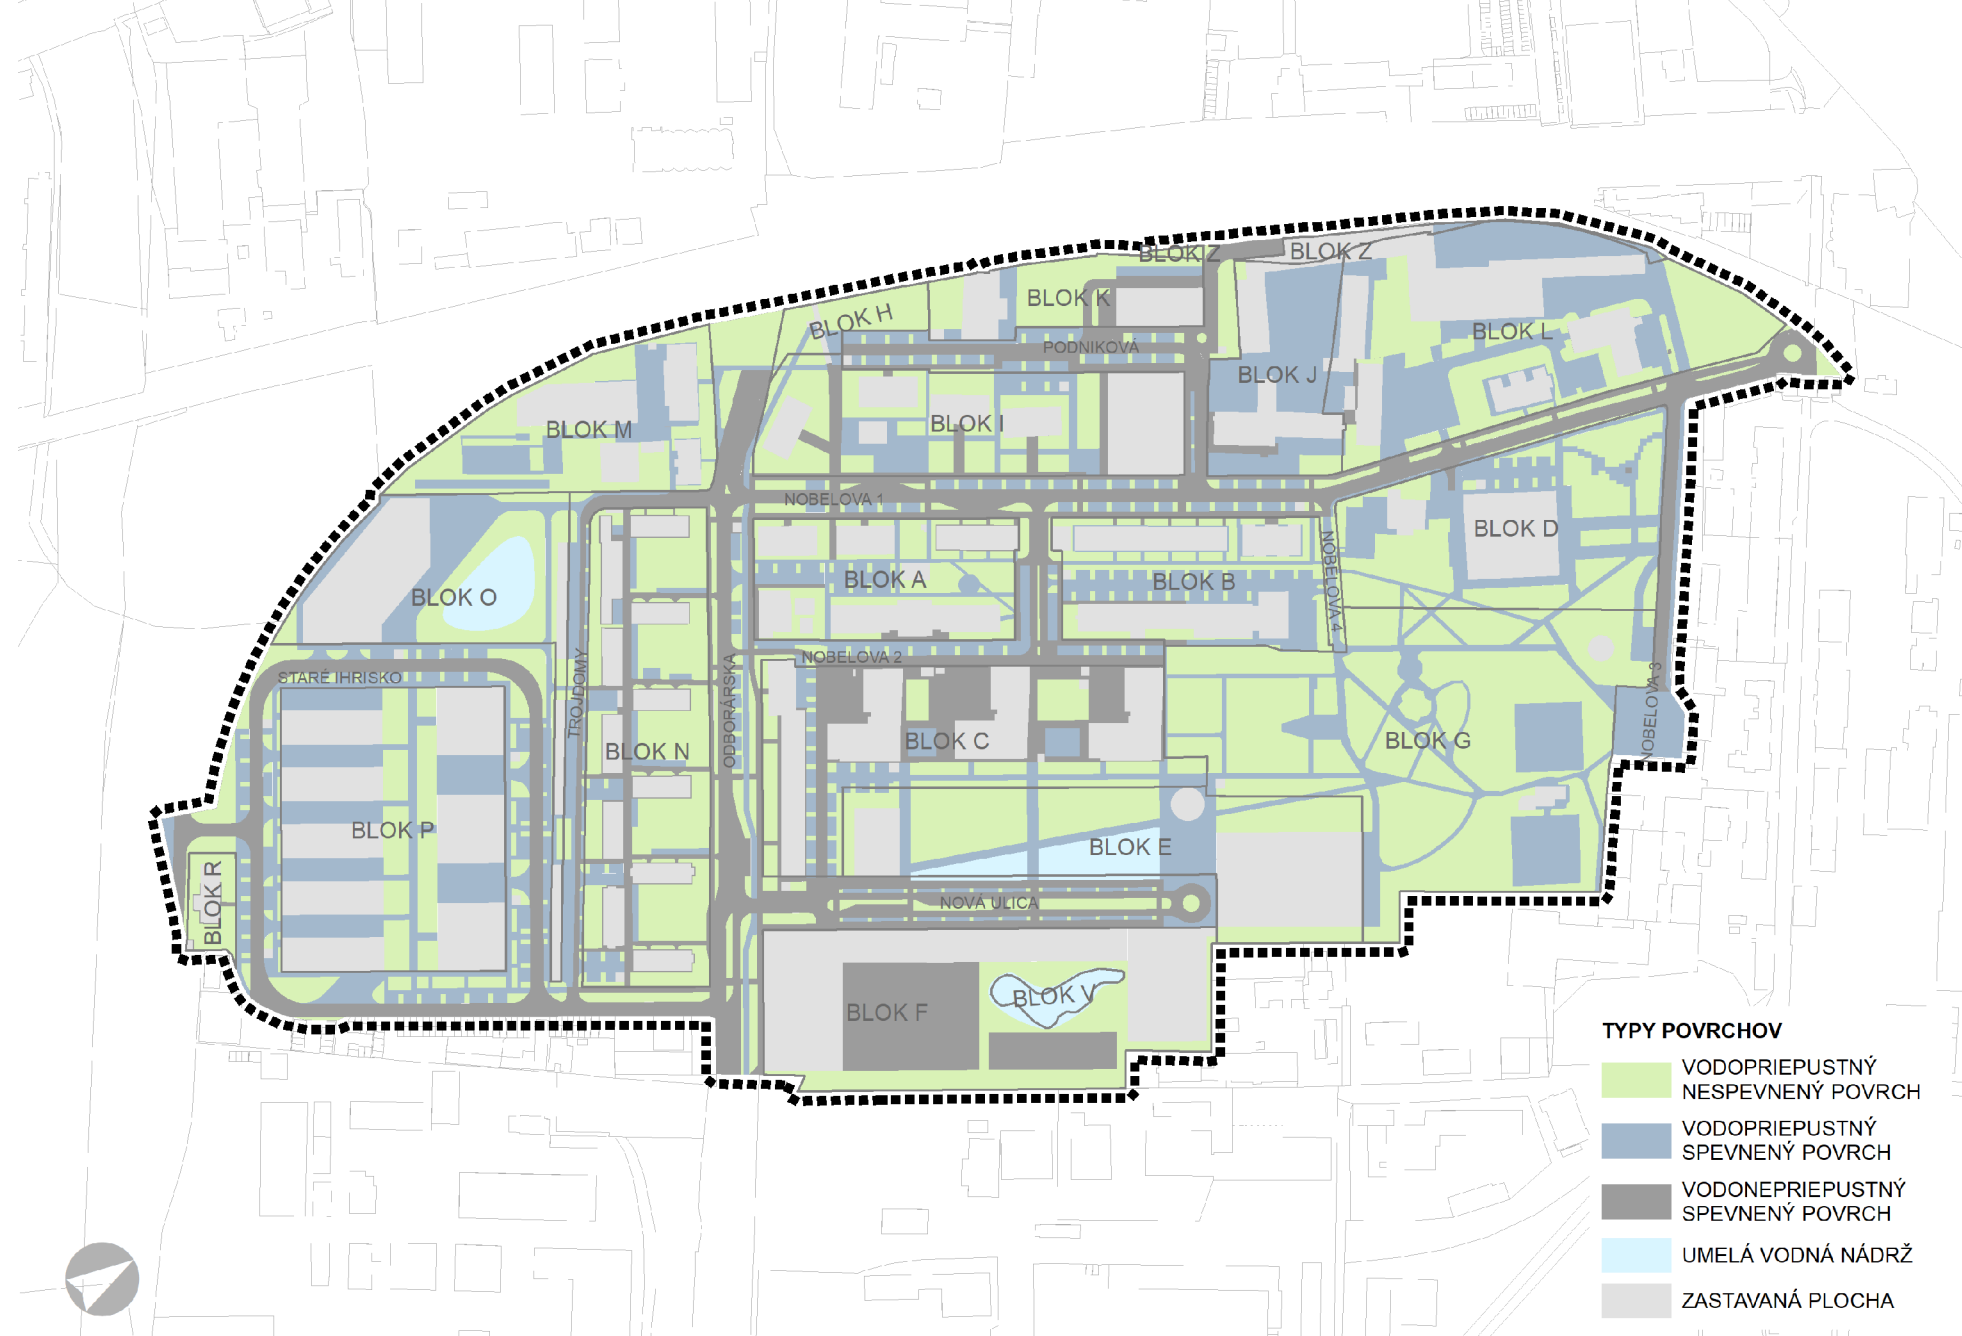 BLOK Z
BLOK Z
BLOK K
BLOK H
BLOK L
PODNIKOVÁ
BLOK J
BLOK I
BLOK M
NOBELOVA 1
BLOK D
NOBELOVA 4
BLOK A
BLOK B
BLOK O
NOBELOVA 2
STARÉ IHRISKO
TROJDOMY
ODBORÁRSKA
NOBELOVA 3
BLOK N
BLOK C
BLOK G
BLOK P
BLOK E
BLOK R
NOVÁ ULICA
BLOK V
BLOK F
TYPY POVRCHOV
VODOPRIEPUSTNÝ
NESPEVNENÝ POVRCH
VODOPRIEPUSTNÝ
SPEVNENÝ POVRCH
VODONEPRIEPUSTNÝ
SPEVNENÝ POVRCH
UMELÁ VODNÁ NÁDRŽ
ZASTAVANÁ PLOCHA